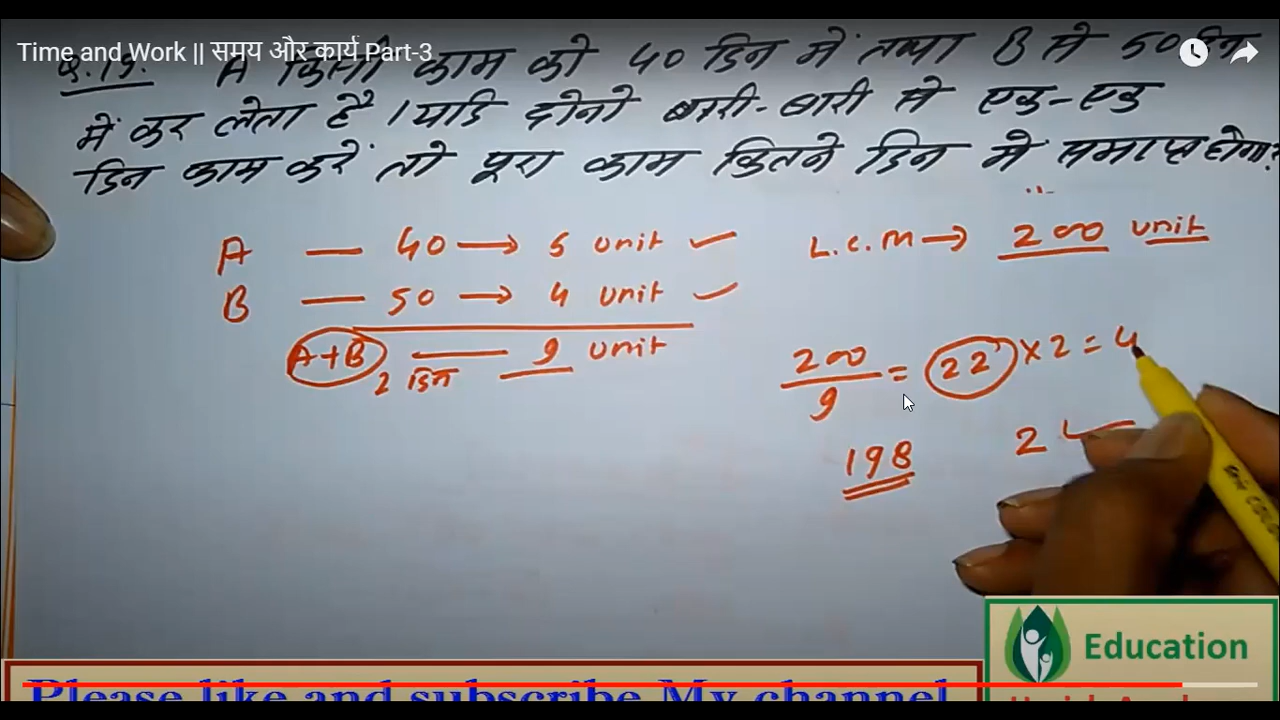 Time and Work || समय और कार्य Part-3
A किसी काम को 40 दिन में तथा B से 50 दिन
में कर लेता है । यदि दोनो बारी-बारी से एक-एक
दिन काम करें तो पूरा काम कितने दिन में समाप्त होगा?
A — 40 → 5 unit ✓ L.C.M → 200 unit
B — 50 → 4 unit ✓
A+B 2 दिन — 9 unit
200/9 = 22 × 2 = 4
198 2 ✓
Education
Please like and subscribe My channel